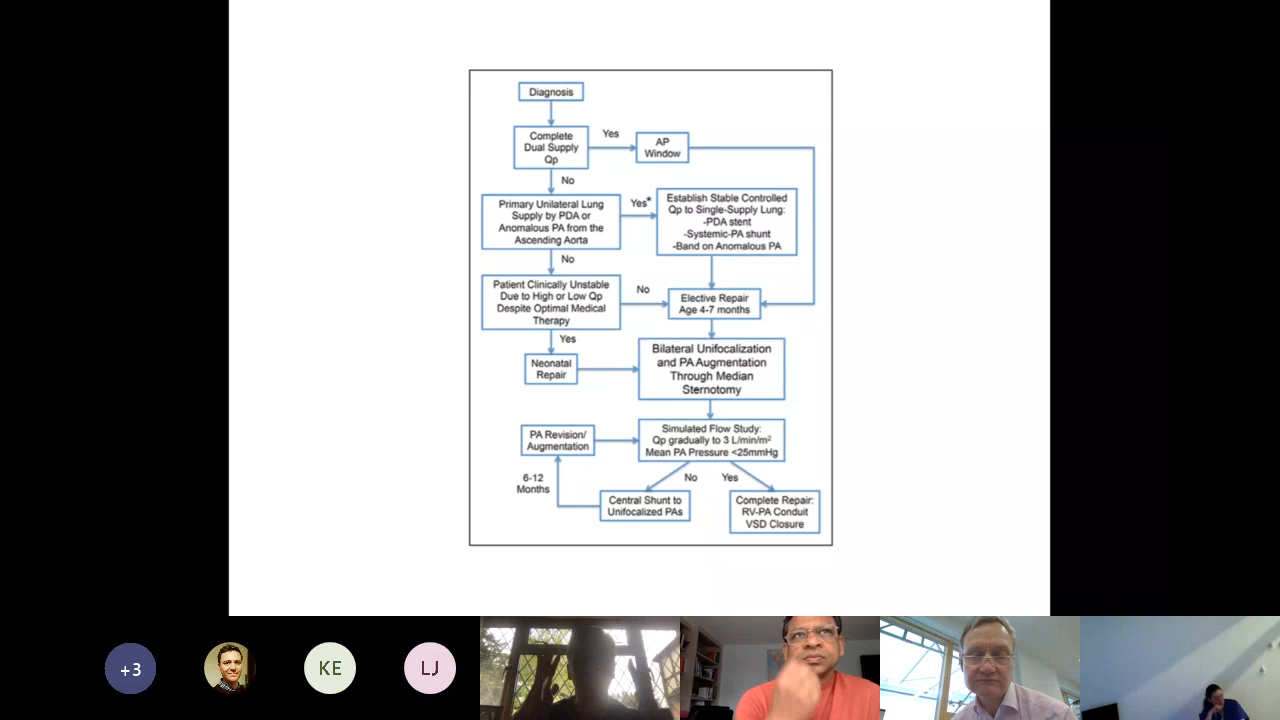 Diagnosis
Complete
Dual Supply
Qp
Yes
AP
Window
No
Primary Unilateral Lung
Supply by PDA or
Anomalous PA from the
Ascending Aorta
Yes*
Establish Stable Controlled
Qp to Single-Supply Lung:
-PDA stent
-Systemic-PA shunt
-Band on Anomalous PA
No
Patient Clinically Unstable
Due to High or Low Qp
Despite Optimal Medical
Therapy
No
Elective Repair
Age 4-7 months
Yes
Neonatal
Repair
Bilateral Unifocalization
and PA Augmentation
Through Median
Sternotomy
PA Revision/
Augmentation
Simulated Flow Study:
Qp gradually to 3 L/min/m²
Mean PA Pressure <25mmHg
6-12
Months
No
Yes
Central Shunt to
Unifocalized PAs
Complete Repair:
RV-PA Conduit
VSD Closure
+3
KE
LJ